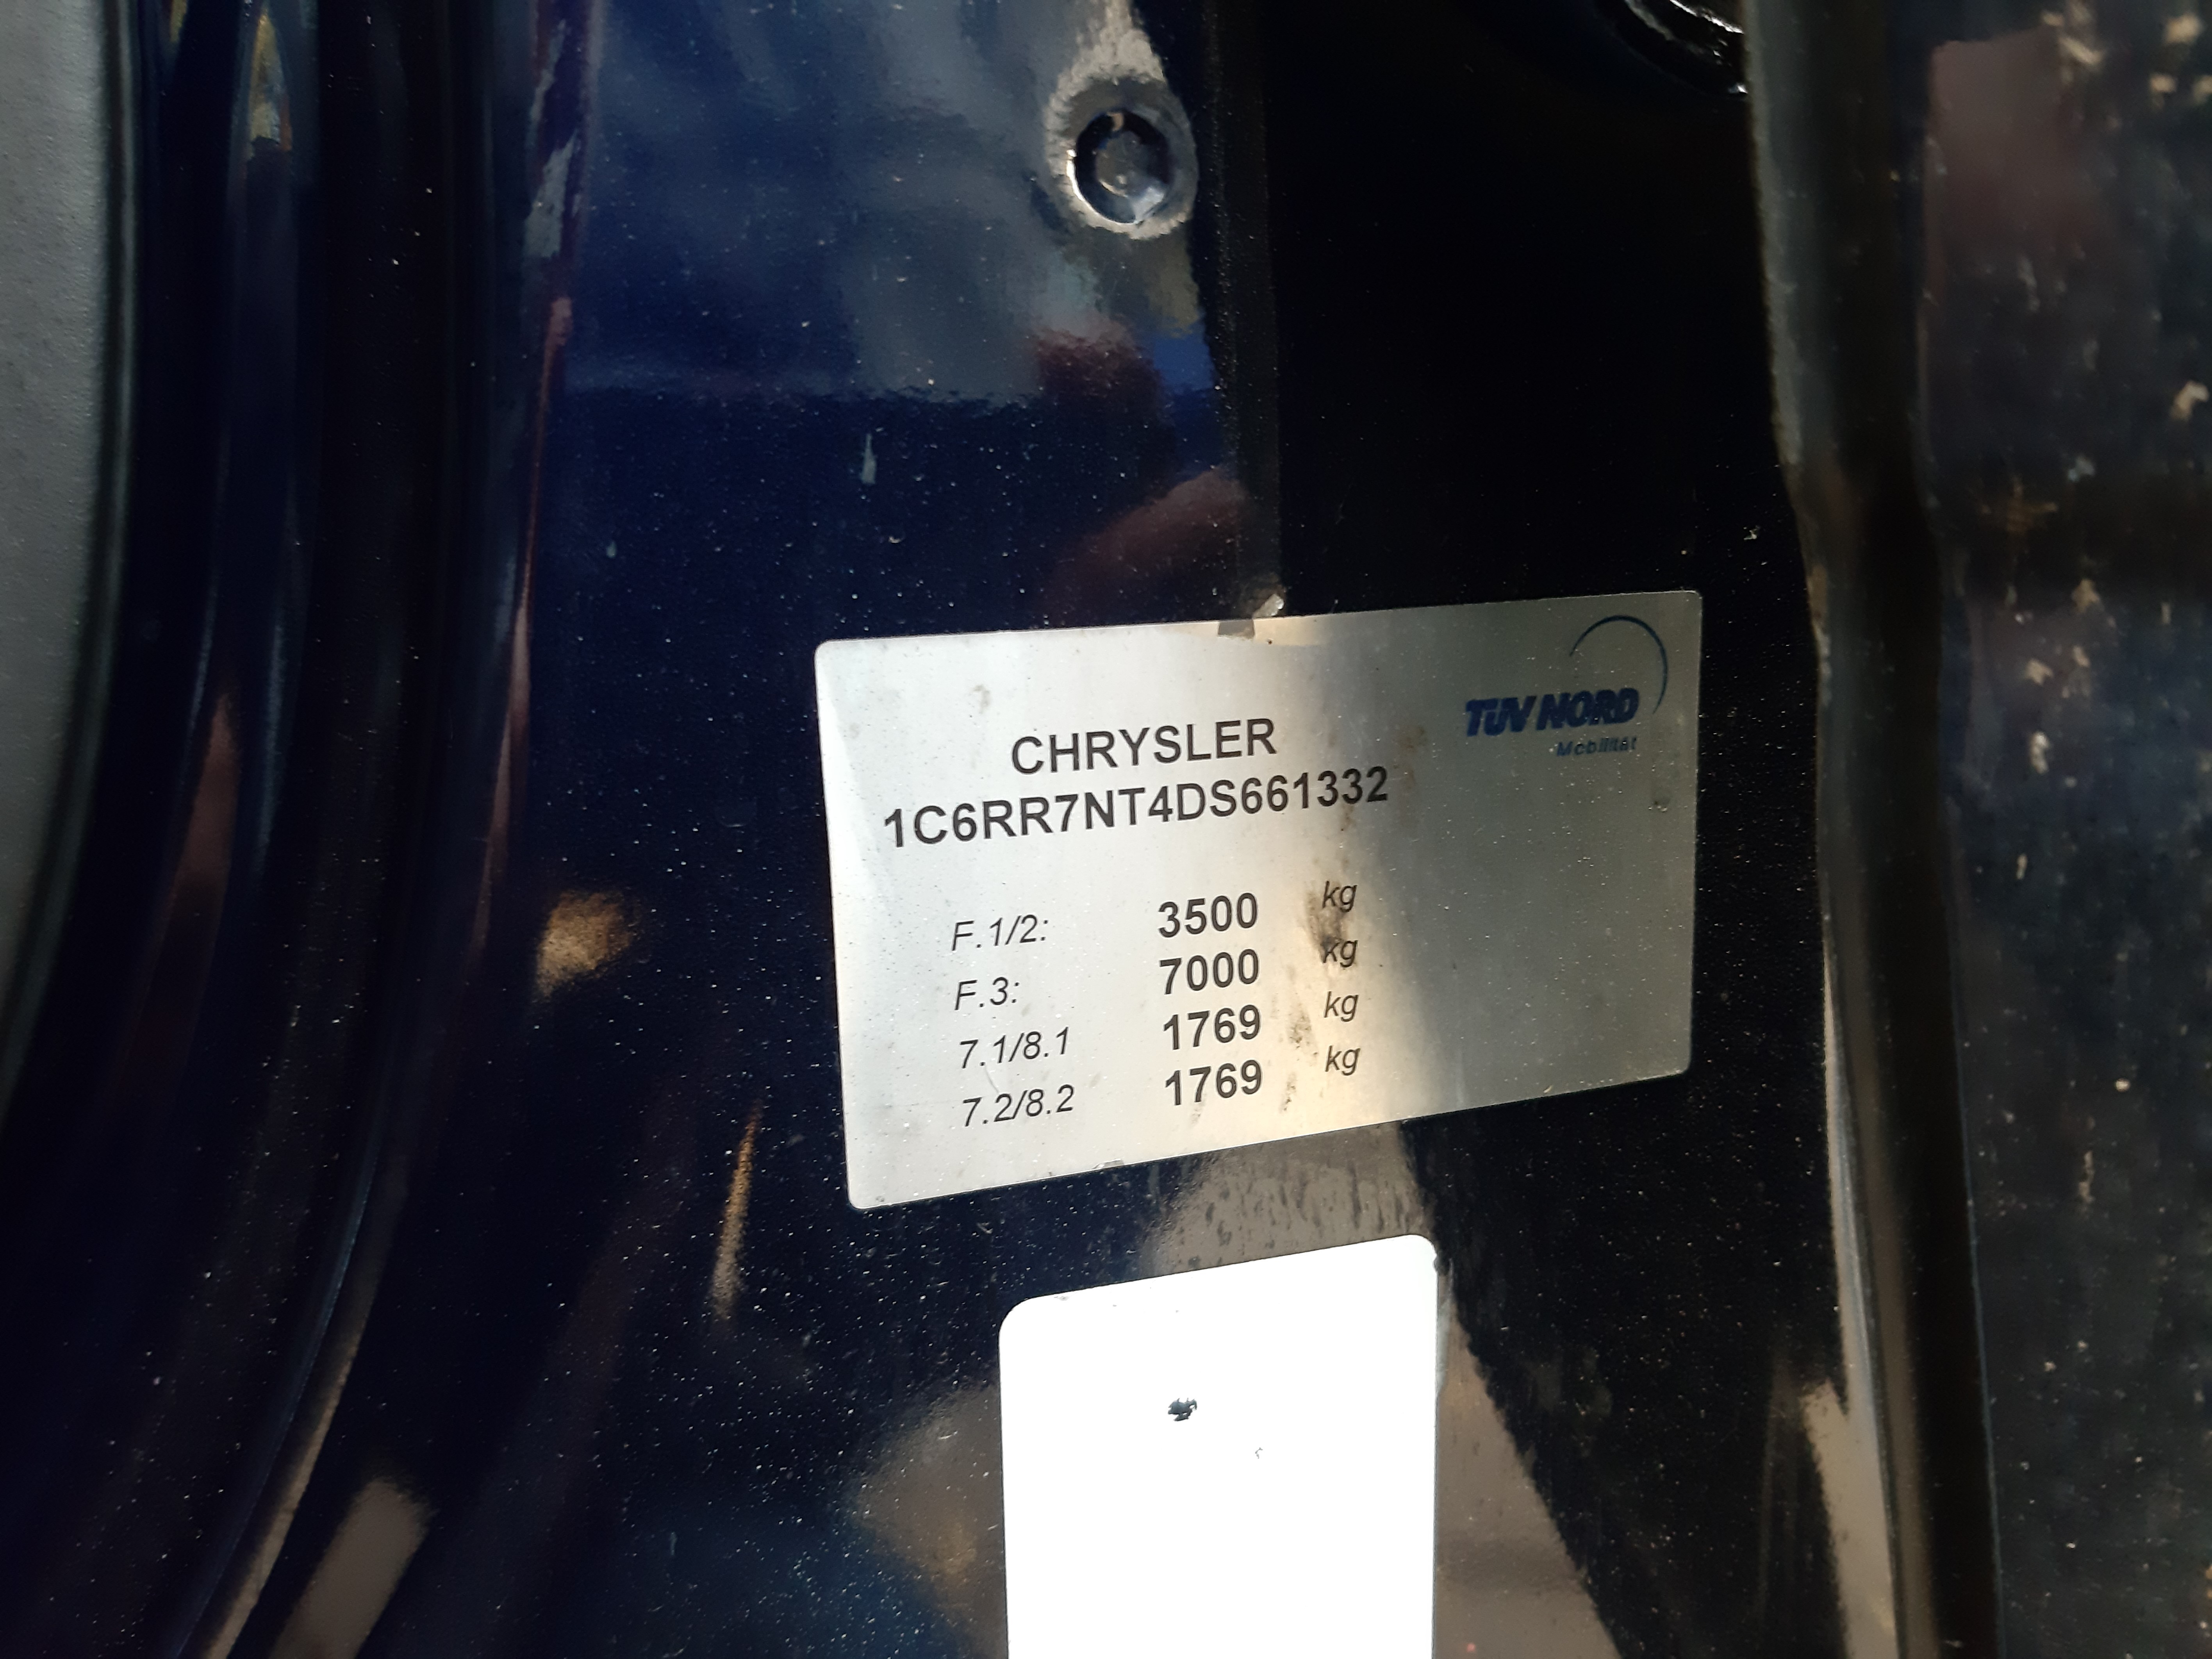 TÜV NORD
Mobilität
CHRYSLER
1C6RR7NT4DS661332
F.1/2: 3500 kg
F.3: 7000 kg
7.1/8.1 1769 kg
7.2/8.2 1769 kg